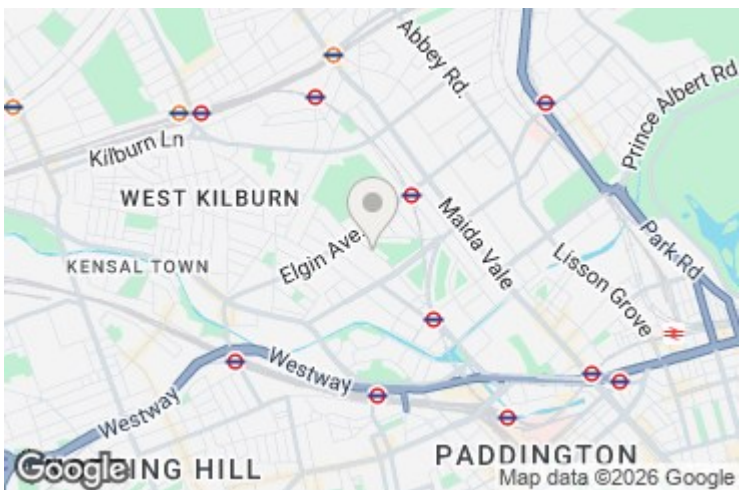 Abbey Rd.
Prince Albert Rd
Kilburn Ln
WEST KILBURN
Maida Vale
Elgin Ave.
Park Rd
KENSAL TOWN
Lisson Grove
Westway
Westway
PADDINGTON
Google
ING HILL
Map data ©2026 Google